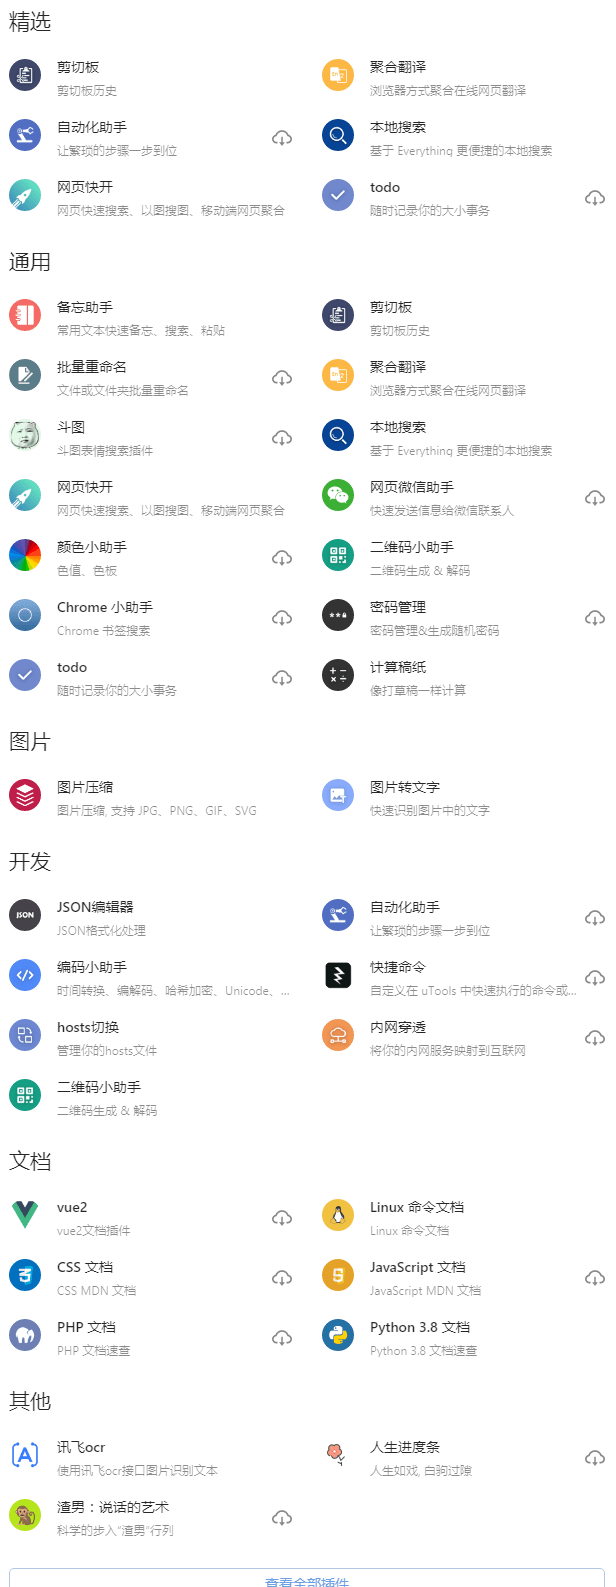 精选
剪切板
剪切板历史
聚合翻译
浏览器方式聚合在线网页翻译
自动化助手
让繁琐的步骤一步到位
本地搜索
基于 Everything 更便捷的本地搜索
网页快开
网页快速搜索、以图搜图、移动端网页聚合
todo
随时记录你的大小事务
通用
备忘助手
常用文本快速备忘、搜索、粘贴
剪切板
剪切板历史
批量重命名
文件或文件夹批量重命名
聚合翻译
浏览器方式聚合在线网页翻译
斗图
斗图表情搜索插件
本地搜索
基于 Everything 更便捷的本地搜索
网页快开
网页快速搜索、以图搜图、移动端网页聚合
网页微信助手
快速发送信息给微信联系人
颜色小助手
色值、色板
二维码小助手
二维码生成 & 解码
Chrome 小助手
Chrome 书签搜索
密码管理
密码管理&生成随机密码
todo
随时记录你的大小事务
计算稿纸
像打草稿一样计算
图片
图片压缩
图片压缩, 支持 JPG、PNG、GIF、SVG
图片转文字
快速识别图片中的文字
开发
JSON
JSON编辑器
JSON格式化处理
自动化助手
让繁琐的步骤一步到位
编码小助手
时间转换、编解码、哈希加密、Unicode、...
快捷命令
自定义在 uTools 中快速执行的命令或...
hosts切换
管理你的hosts文件
内网穿透
将你的内网服务映射到互联网
二维码小助手
二维码生成 & 解码
文档
vue2
vue2文档插件
Linux 命令文档
Linux 命令文档
CSS 文档
CSS MDN 文档
JavaScript 文档
JavaScript MDN 文档
PHP 文档
PHP 文档速查
Python 3.8 文档
Python 3.8 文档速查
其他
讯飞ocr
使用讯飞ocr接口图片识别文本
人生进度条
人生如戏, 白驹过隙
渣男：说话的艺术
科学的步入“渣男”行列
查看全部插件